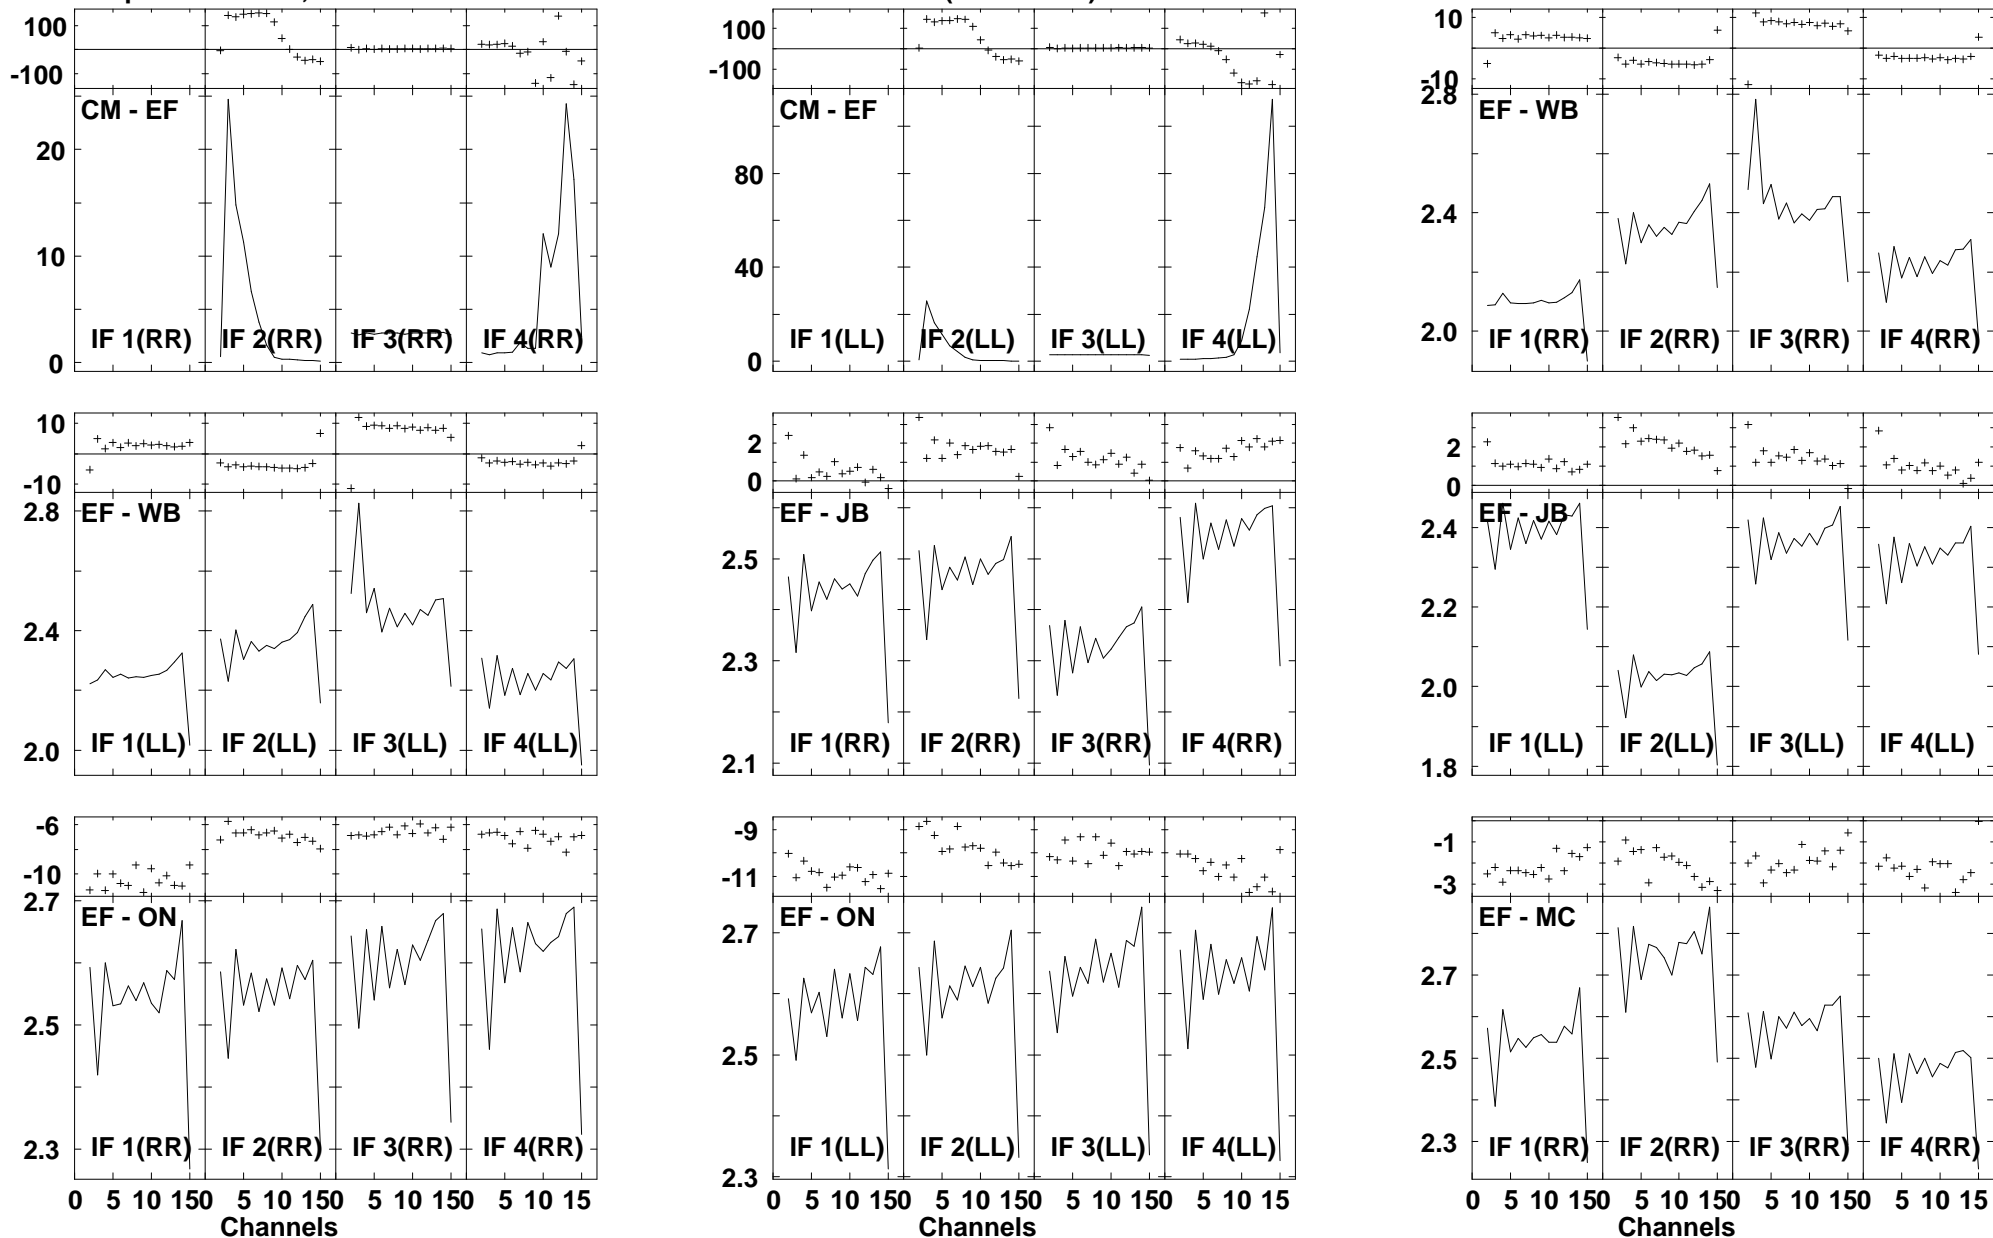 100
-100
CM - EF
20
10
0
IF 1(RR) IF 2(RR) IF 3(RR) IF 4(RR)
100
-100
CM - EF
80
40
0
IF 1(LL) IF 2(LL) IF 3(LL) IF 4(LL)
10
-10
2.8
EF - WB
2.4
2.0
IF 1(RR) IF 2(RR) IF 3(RR) IF 4(RR)
10
-10
2.8
EF - WB
2.4
2.0
IF 1(LL) IF 2(LL) IF 3(LL) IF 4(LL)
2
0
EF - JB
2.5
2.3
2.1
IF 1(RR) IF 2(RR) IF 3(RR) IF 4(RR)
2
0
EF - JB
2.4
2.2
2.0
1.8
IF 1(LL) IF 2(LL) IF 3(LL) IF 4(LL)
-6
-10
2.7
EF - ON
2.5
2.3
IF 1(RR) IF 2(RR) IF 3(RR) IF 4(RR)
0 5 10 150 5 10 150 5 10 150 5 10 15
Channels
-9
-11
EF - ON
2.7
2.5
2.3
IF 1(LL) IF 2(LL) IF 3(LL) IF 4(LL)
0 5 10 150 5 10 150 5 10 150 5 10 15
Channels
-1
-3
EF - MC
2.7
2.5
2.3
IF 1(RR) IF 2(RR) IF 3(RR) IF 4(RR)
0 5 10 150 5 10 150 5 10 150 5 10 15
Channels